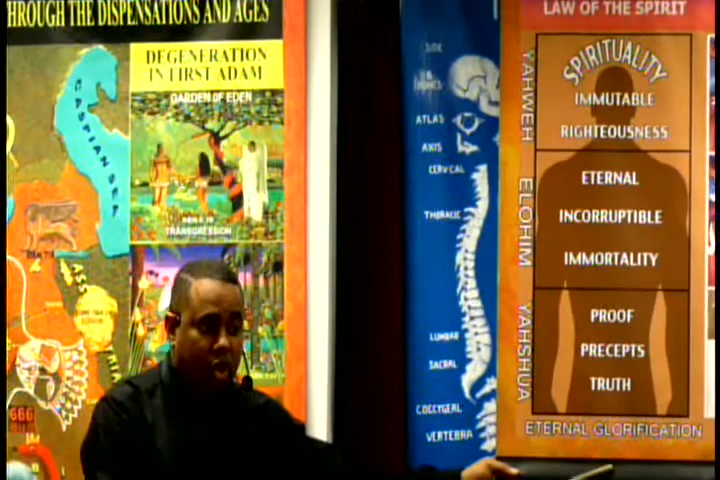 THROUGH THE DISPENSATIONS AND AGES
DEGENERATION
IN FIRST ADAM
GARDEN OF EDEN
TRANSGRESSION
CASPIAN SEA
666
SIDE
ATLAS
AXIS
CERVICAL
THORACIC
LUMBAR
SACRAL
COCCYGEAL
VERTEBRA
LAW OF THE SPIRIT
YAHWEH
ELOHIM
YAHSHUA
SPIRITUALITY
IMMUTABLE
RIGHTEOUSNESS
ETERNAL
INCORRUPTIBLE
IMMORTALITY
PROOF
PRECEPTS
TRUTH
ETERNAL GLORIFICATION